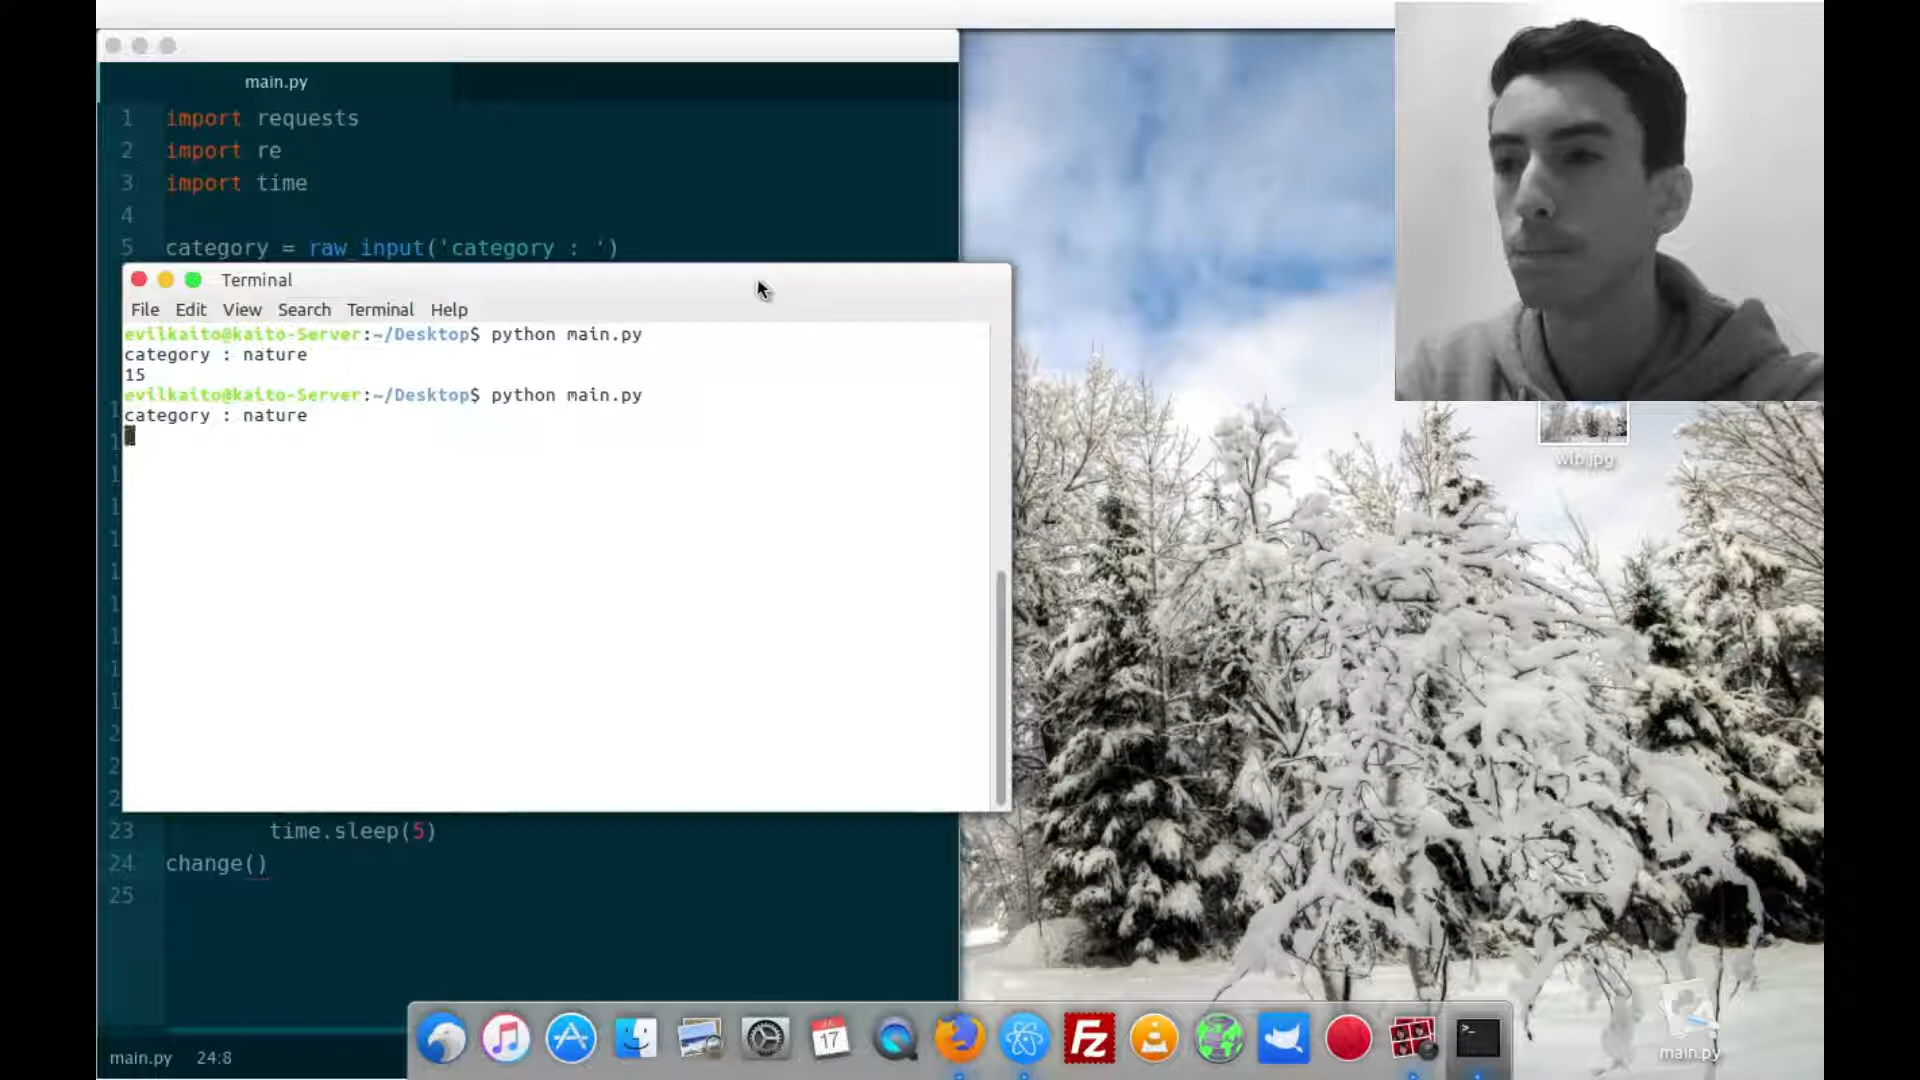 main.py
1 import requests
2 import re
3 import time
4
5 category = raw_input('category : ')
Terminal
File Edit View Search Terminal Help
evilkaito@kaito-Server:~/Desktop$ python main.py
category : nature
15
evilkaito@kaito-Server:~/Desktop$ python main.py
category : nature
23 time.sleep(5)
24 change()
25
main.py 24:8
wlb.jpg
17
FZ
>_
main.py